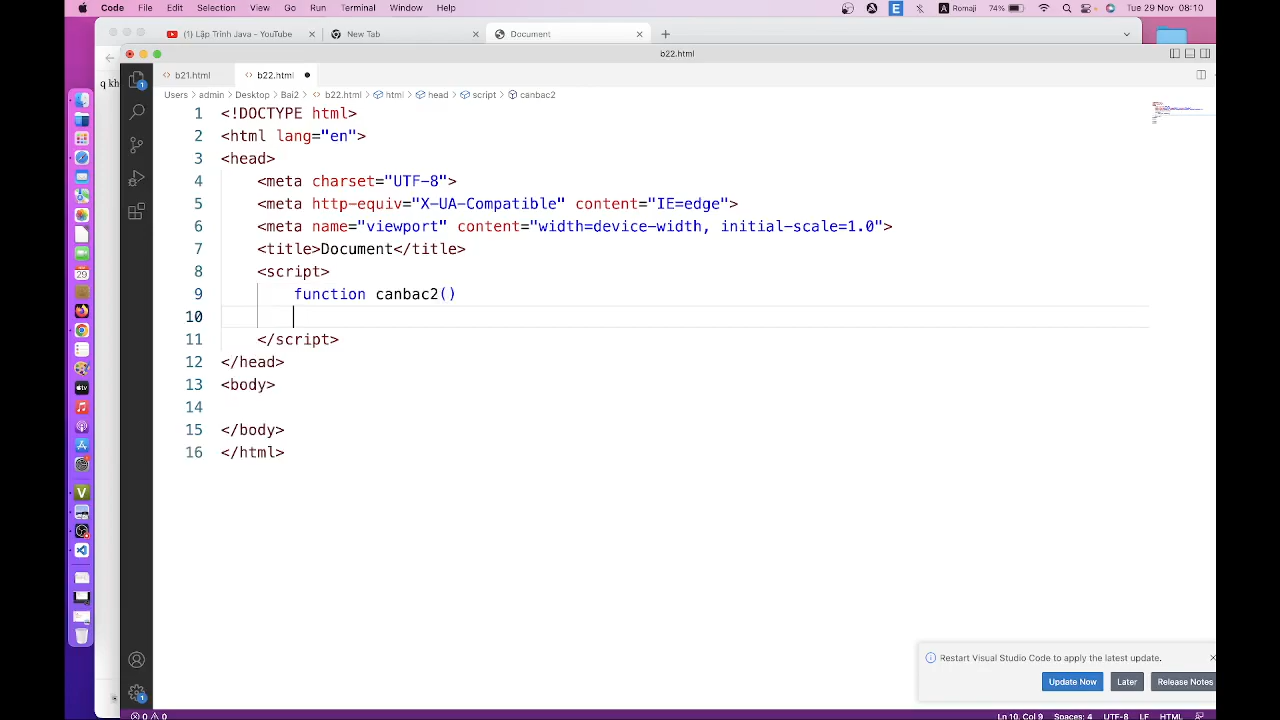 Code File Edit Selection View Go Run Terminal Window Help E A Romaji 74% Tue 29 Nov 08:10
(1) Lập Trình Java - YouTube New Tab Document
b22.html
b21.html b22.html
q kh
Users admin Desktop Bai2 b22.html html head script canbac2
1 <!DOCTYPE html>
2 <html lang="en">
3 <head>
4 <meta charset="UTF-8">
5 <meta http-equiv="X-UA-Compatible" content="IE=edge">
6 <meta name="viewport" content="width=device-width, initial-scale=1.0">
7 <title>Document</title>
8 <script>
9 function canbac2()
10
11 </script>
12 </head>
13 <body>
14
15 </body>
16 </html>
Restart Visual Studio Code to apply the latest update.
Update Now Later Release Notes
0 0 Ln 10, Col 9 Spaces: 4 UTF-8 LF HTML